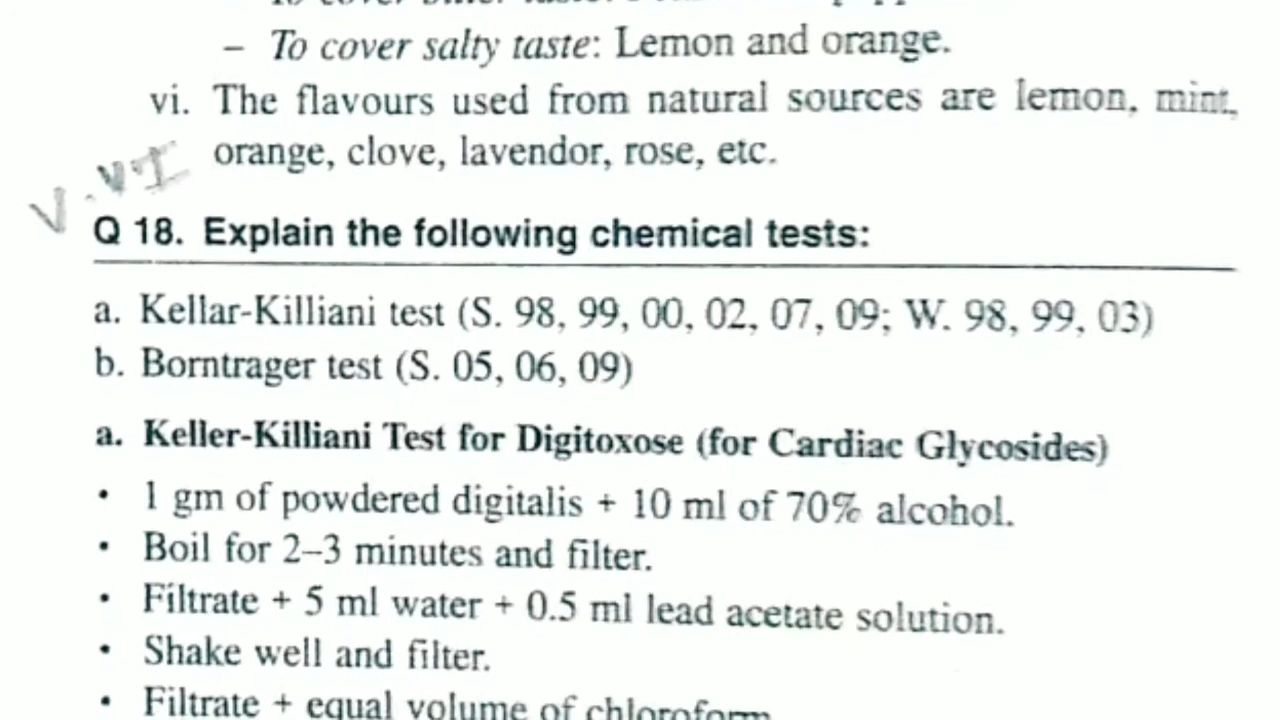 – To cover salty taste: Lemon and orange.
vi. The flavours used from natural sources are lemon, mint,
orange, clove, lavendor, rose, etc.
V.VI
Q 18. Explain the following chemical tests:
a. Kellar-Killiani test (S. 98, 99, 00, 02, 07, 09; W. 98, 99, 03)
b. Borntrager test (S. 05, 06, 09)
a. Keller-Killiani Test for Digitoxose (for Cardiac Glycosides)
• 1 gm of powdered digitalis + 10 ml of 70% alcohol.
• Boil for 2–3 minutes and filter.
• Filtrate + 5 ml water + 0.5 ml lead acetate solution.
• Shake well and filter.
• Filtrate + equal volume of chloroform